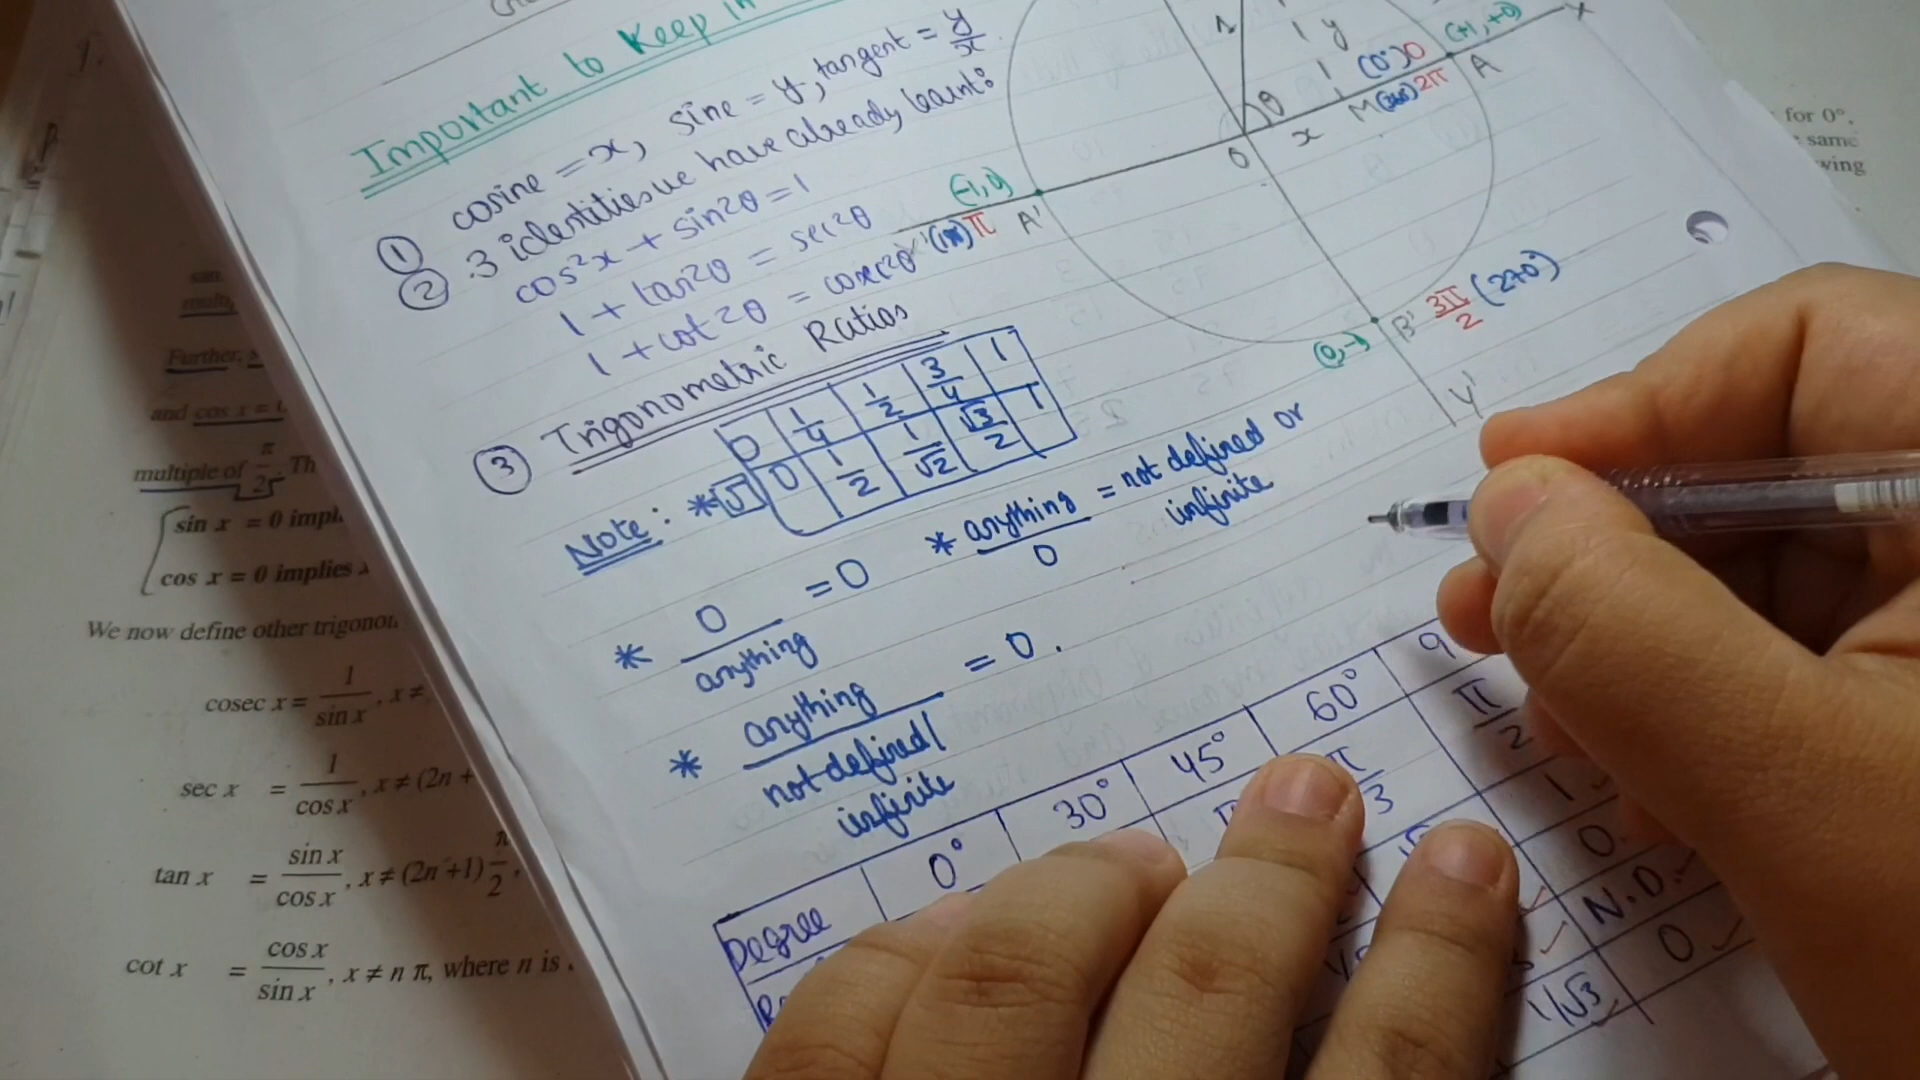 Important to Keep in
① cosine = x, sine = y, tangent = y/x
② 3 identities we have already learnt:
cos²x + sin²θ = 1
1 + tan²θ = sec²θ
1 + cot²θ = cosec²θ
③ Trigonometric Ratios
0 1/4 1/2 3/4 1
Note: *√ 0 1/2 1/√2 √3/2 1
* 0/anything = 0 * anything/0 = not defined or infinite
* anything/not defined/infinite = 0.
y
(0°) 0
(+1, +0)
X
A
θ
M (360) 2π
O
x
(-1, 0)
A'
π
B' 3π/2 (270°)
Y'
Degree 0° 30° 45° 60° 9
π/3 π/2
1
0
N.D.
1/√3 0
for 0°,
same
wing
Further,
and cos x =
multiple of π/2. Th
sin x = 0 impl
cos x = 0 implies
We now define other trigonon
cosec x = 1/sin x, x ≠
sec x = 1/cos x, x ≠ (2n +
tan x = sin x/cos x, x ≠ (2n +1) π/2,
cot x = cos x/sin x, x ≠ n π, where n is